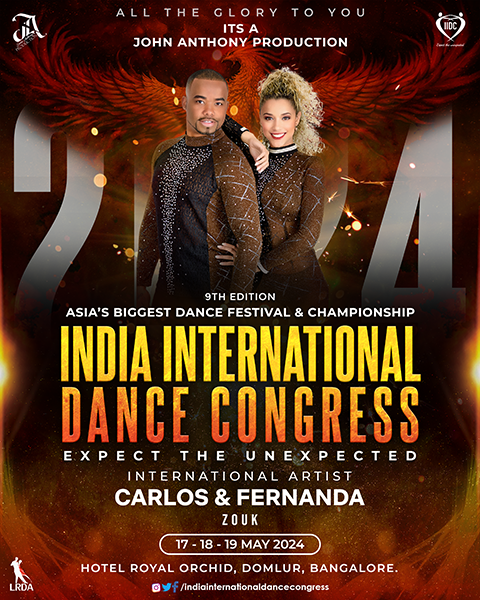 ALL THE GLORY TO YOU
ITS A
JOHN ANTHONY PRODUCTION
JA
IIDC
2024
9TH EDITION
ASIA'S BIGGEST DANCE FESTIVAL & CHAMPIONSHIP
INDIA INTERNATIONAL
DANCE CONGRESS
EXPECT THE UNEXPECTED
INTERNATIONAL ARTIST
CARLOS & FERNANDA
ZOUK
17 - 18 - 19 MAY 2024
HOTEL ROYAL ORCHID, DOMLUR, BANGALORE.
LRDA
/indiainternationaldancecongress